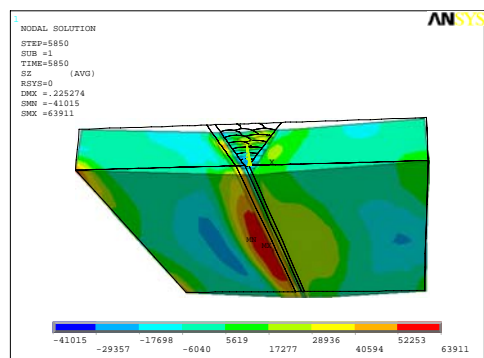 1
ANSYS
NODAL SOLUTION
STEP=5850
SUB =1
TIME=5850
SZ (AVG)
RSYS=0
DMX =.225274
SMN =-41015
SMX =63911
MX
-41015 -17698 5619 28936 52253
-29357 -6040 17277 40594 63911